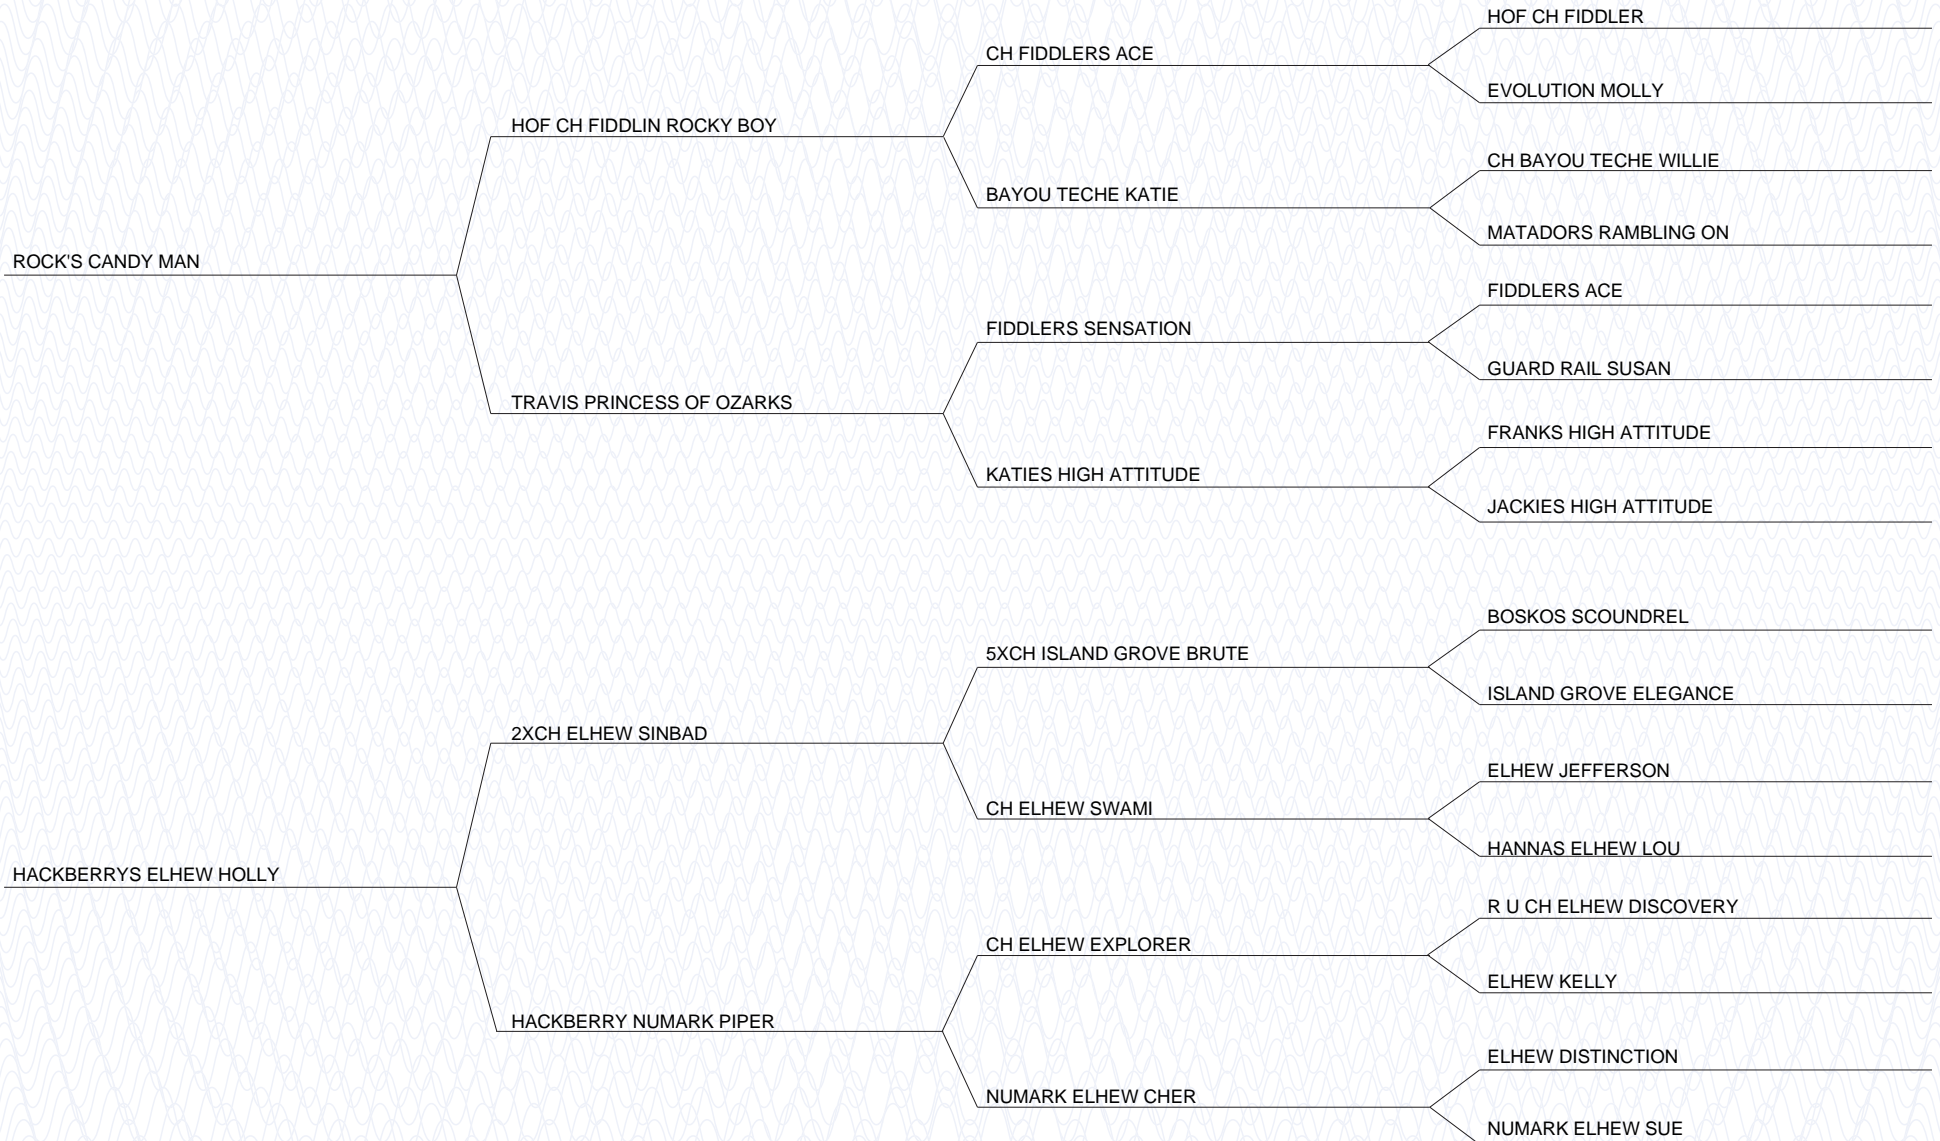 HOF CH FIDDLER
CH FIDDLERS ACE
EVOLUTION MOLLY
HOF CH FIDDLIN ROCKY BOY
CH BAYOU TECHE WILLIE
BAYOU TECHE KATIE
MATADORS RAMBLING ON
ROCK'S CANDY MAN
FIDDLERS ACE
FIDDLERS SENSATION
GUARD RAIL SUSAN
TRAVIS PRINCESS OF OZARKS
FRANKS HIGH ATTITUDE
KATIES HIGH ATTITUDE
JACKIES HIGH ATTITUDE
BOSKOS SCOUNDREL
5XCH ISLAND GROVE BRUTE
ISLAND GROVE ELEGANCE
2XCH ELHEW SINBAD
ELHEW JEFFERSON
CH ELHEW SWAMI
HANNAS ELHEW LOU
HACKBERRYS ELHEW HOLLY
R U CH ELHEW DISCOVERY
CH ELHEW EXPLORER
ELHEW KELLY
HACKBERRY NUMARK PIPER
ELHEW DISTINCTION
NUMARK ELHEW CHER
NUMARK ELHEW SUE